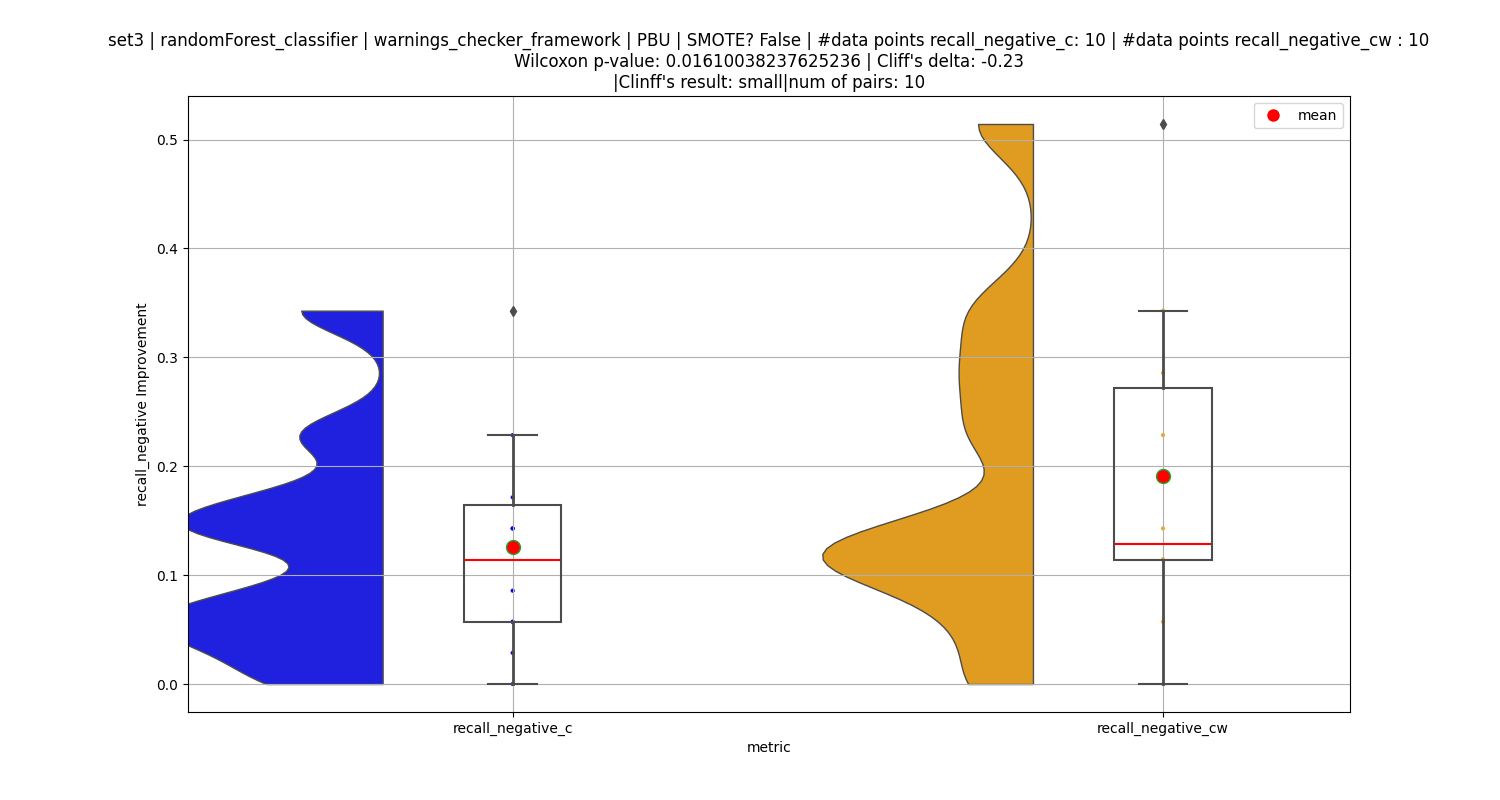 set3 | randomForest_classifier | warnings_checker_framework | PBU | SMOTE? False | #data points recall_negative_c: 10 | #data points recall_negative_cw : 10
Wilcoxon p-value: 0.01610038237625236 | Cliff's delta: -0.23
|Clinff's result: small|num of pairs: 10
mean
0.5
0.4
0.3
0.2
0.1
0.0
recall_negative Improvement
recall_negative_c
recall_negative_cw
metric